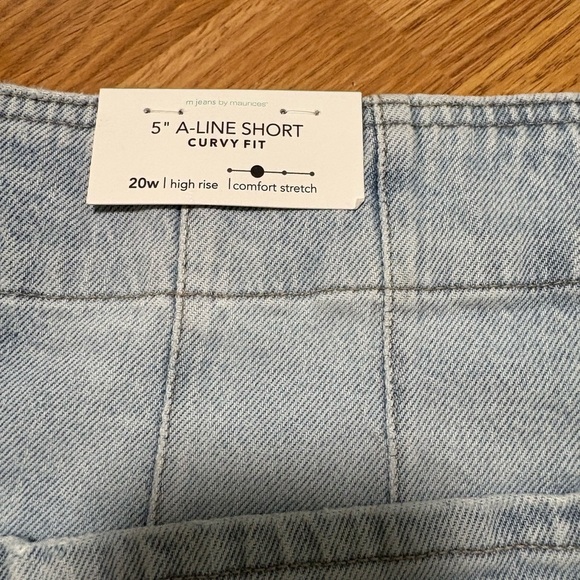 m jeans by maurices®
5" A-LINE SHORT
CURVY FIT
20w | high rise | comfort stretch